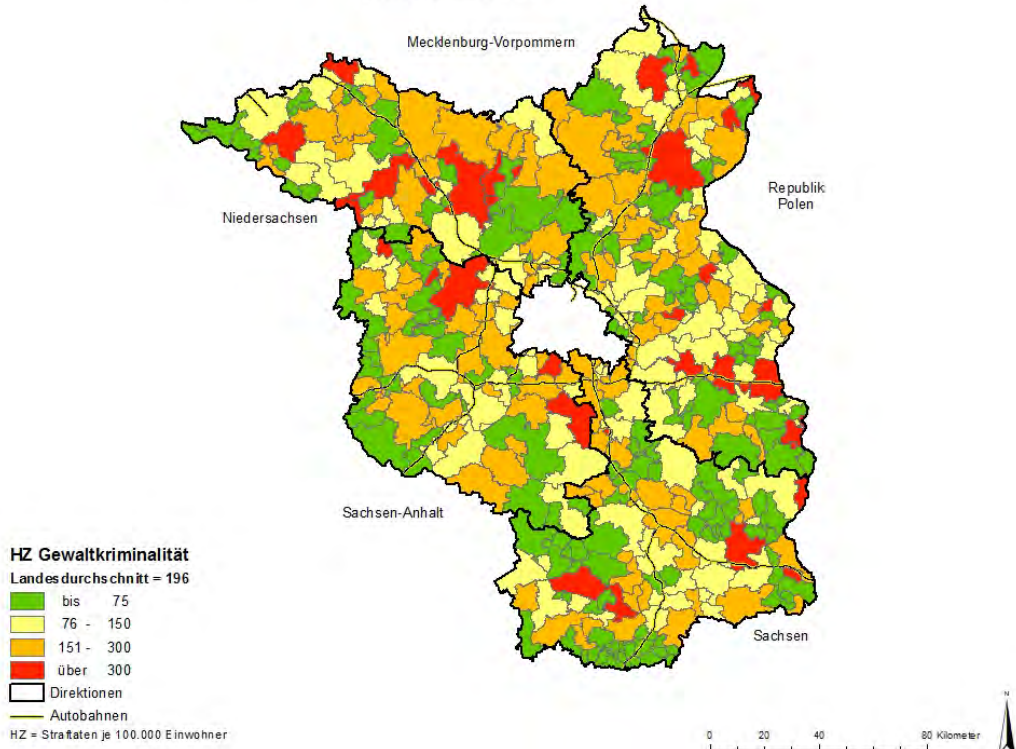 Mecklenburg-Vorpommern
Republik
Polen
Niedersachsen
Sachsen-Anhalt
Sachsen
HZ Gewaltkriminalität
Landesdurchschnitt = 196
bis 75
76 - 150
151 - 300
über 300
Direktionen
Autobahnen
HZ = Straftaten je 100.000 Einwohner
N
0 20 40 80 Kilometer